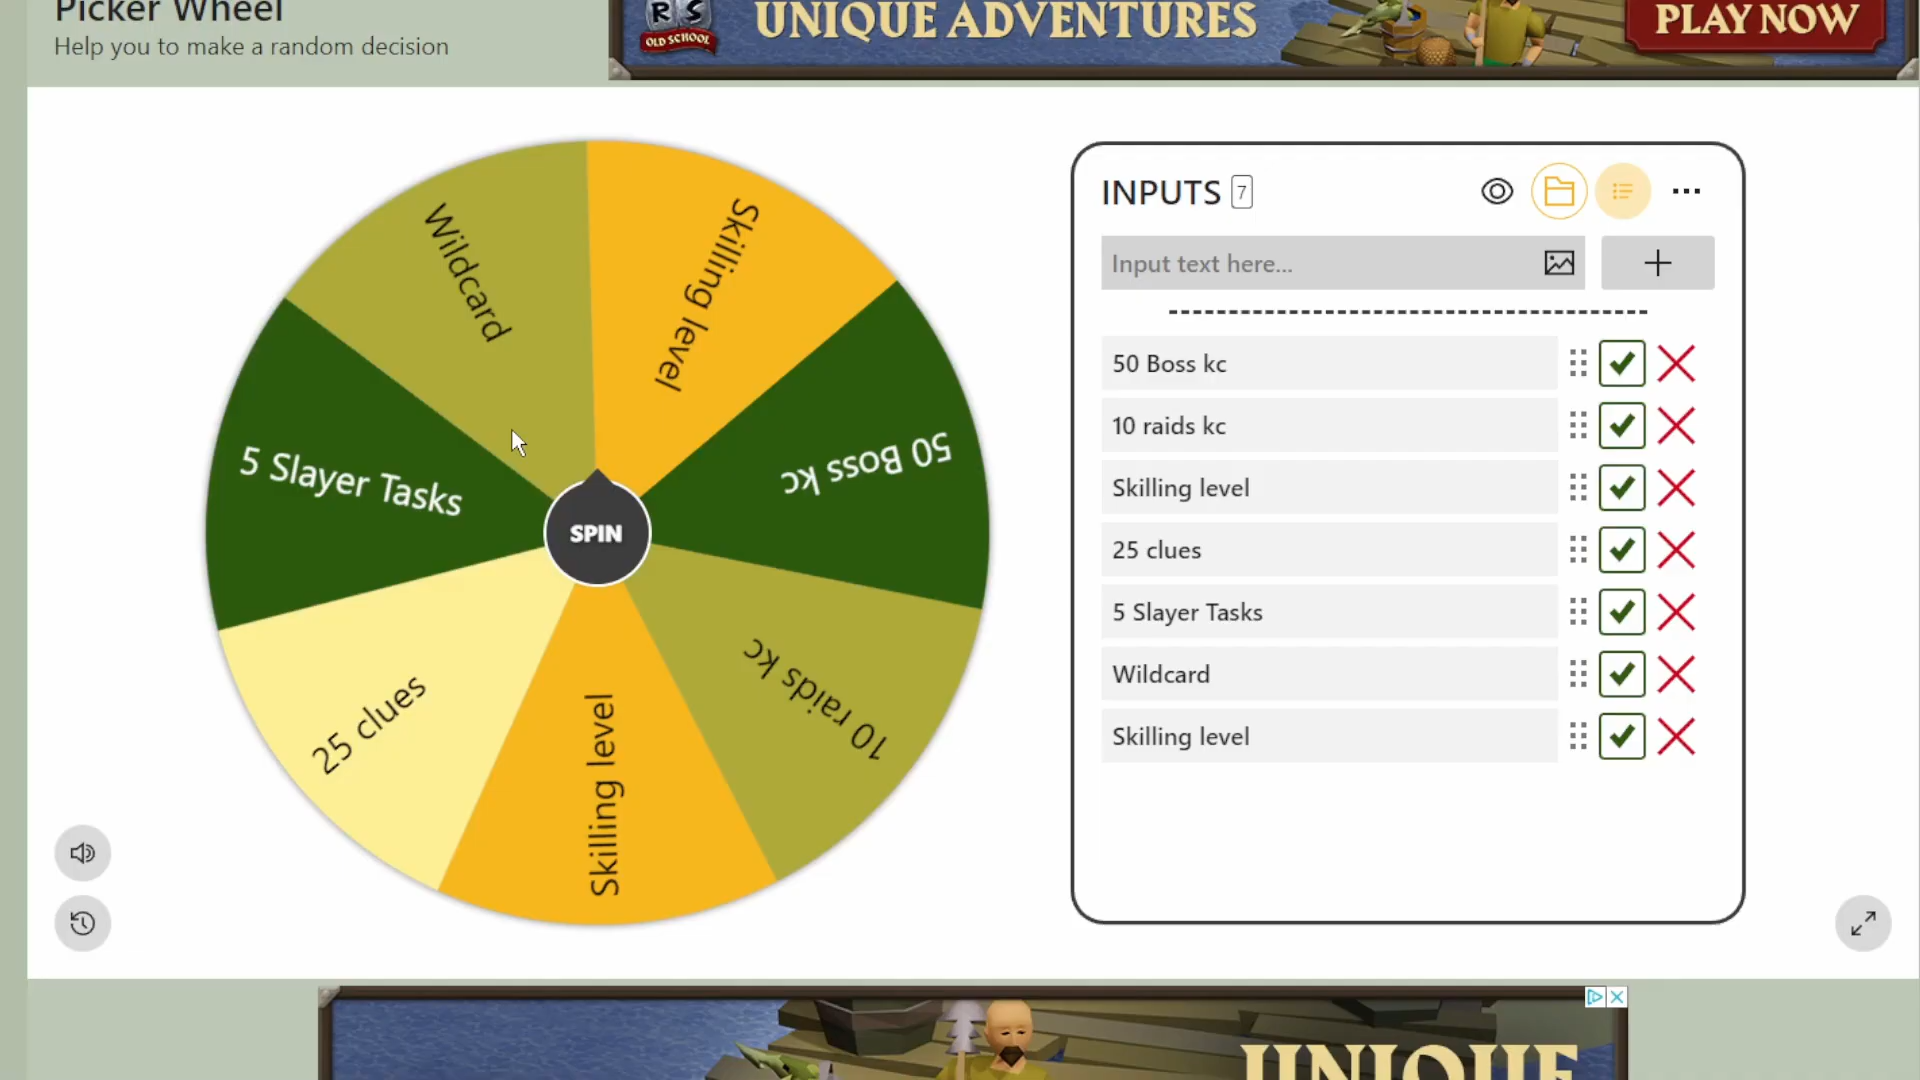 Picker Wheel
Help you to make a random decision
RS
OLD SCHOOL
UNIQUE ADVENTURES
PLAY NOW
Wildcard
Skilling level
50 Boss kc
10 raids kc
Skilling level
25 clues
5 Slayer Tasks
SPIN
INPUTS 7
Input text here...
50 Boss kc
10 raids kc
Skilling level
25 clues
5 Slayer Tasks
Wildcard
Skilling level
UNIQUE